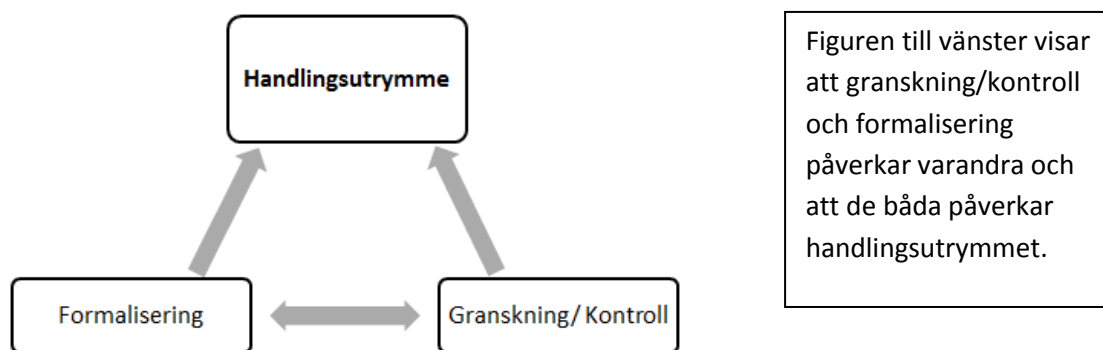 Handlingsutrymme
Formalisering
Granskning/ Kontroll
Figuren till vänster visar
att granskning/kontroll
och formalisering
påverkar varandra och
att de båda påverkar
handlingsutrymmet.